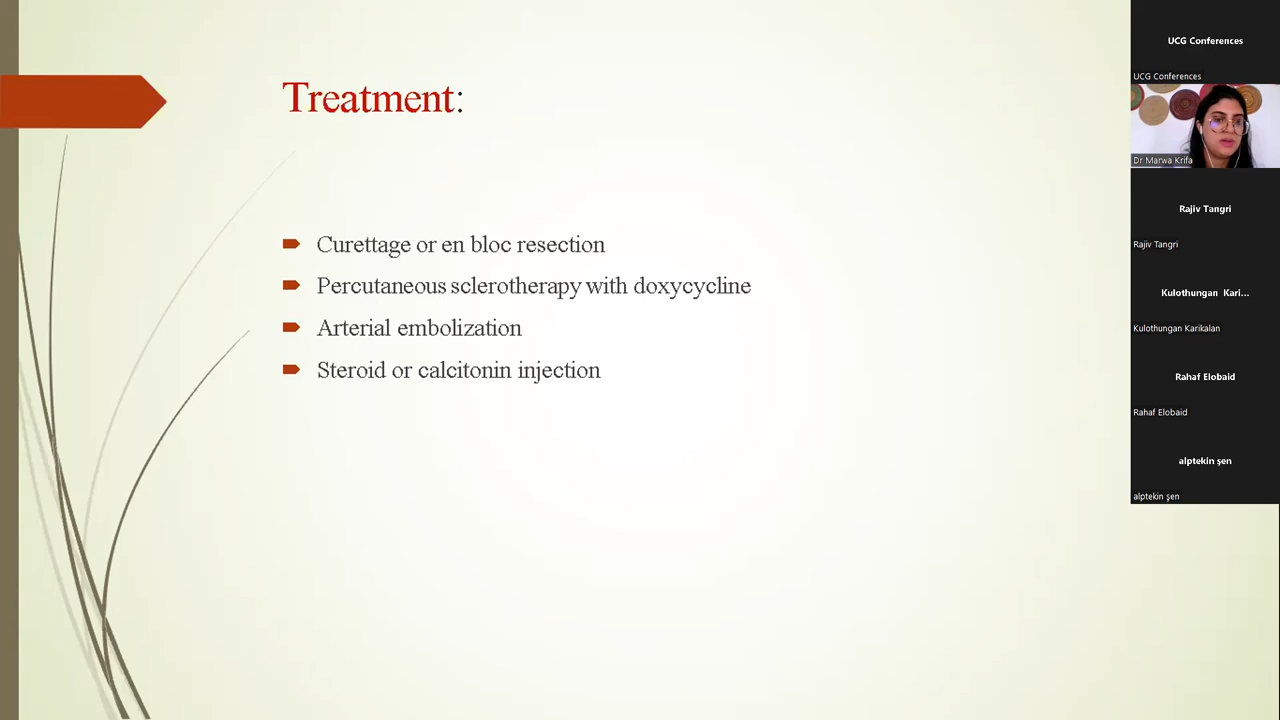 Treatment:
Curettage or en bloc resection
Percutaneous sclerotherapy with doxycycline
Arterial embolization
Steroid or calcitonin injection
UCG Conferences
UCG Conferences
Dr Marwa Krifa
Rajiv Tangri
Rajiv Tangri
Kulothungan Kari...
Kulothungan Karikalan
Rahaf Elobaid
Rahaf Elobaid
alptekin şen
alptekin şen